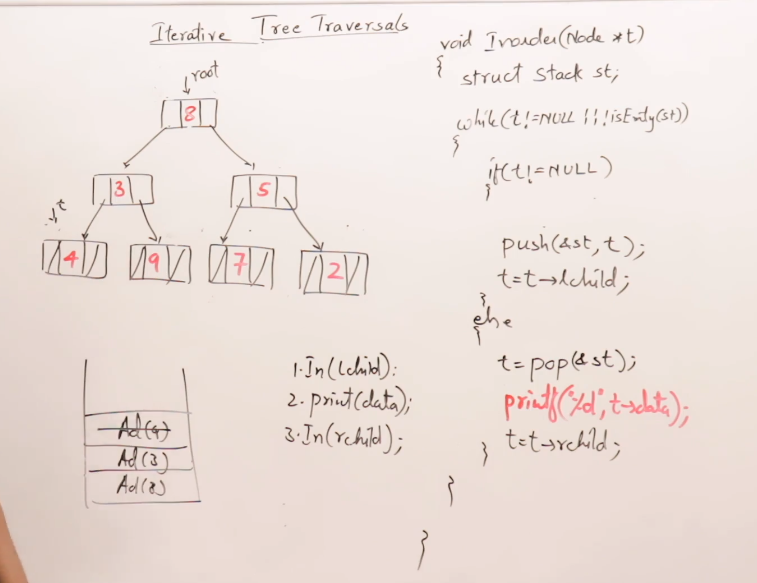 Iterative Tree Traversals
root
8
3 5
t
4 9 7 2
Ad(4)
Ad(3)
Ad(8)
1. In(lchild):
2. print(data);
3. In(rchild);
void Inorder(Node *t)
{
struct Stack st;
while(t!=NULL ||!isEmty(st))
{
if(t!=NULL)
{
push(&st, t);
t=t→lchild;
}
else
{
t=pop(&st);
printf("%d", t→data);
t=t→rchild;
}
}
}